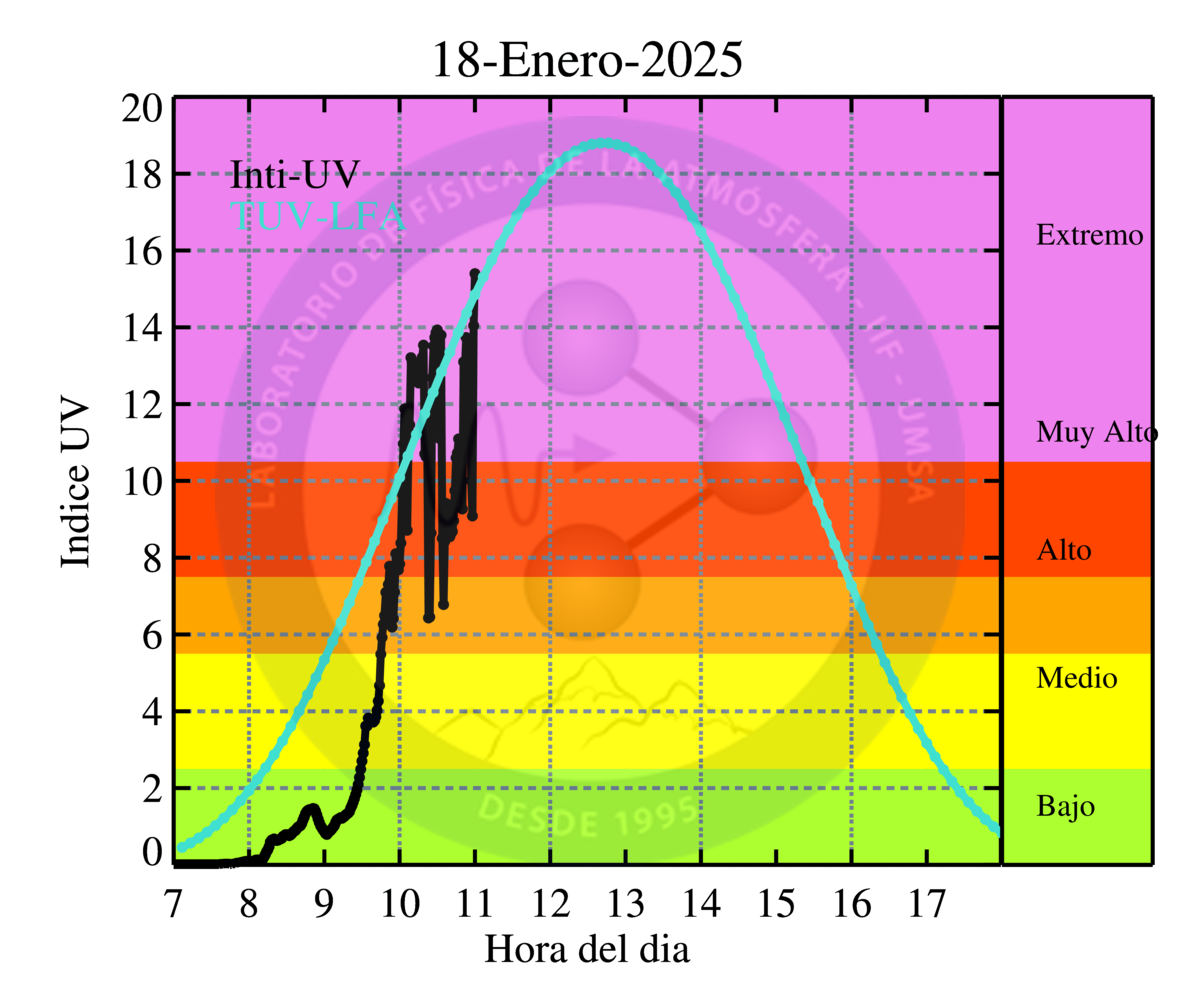 18-Enero-2025
Inti-UV
TUV-LFA
LABORATORIO DE FÍSICA DE LA ATMÓSFERA - IIF - UMSA
DESDE 1995
Indice UV
20
18
16
14
12
10
8
6
4
2
0
Extremo
Muy Alto
Alto
Medio
Bajo
7 8 9 10 11 12 13 14 15 16 17
Hora del dia